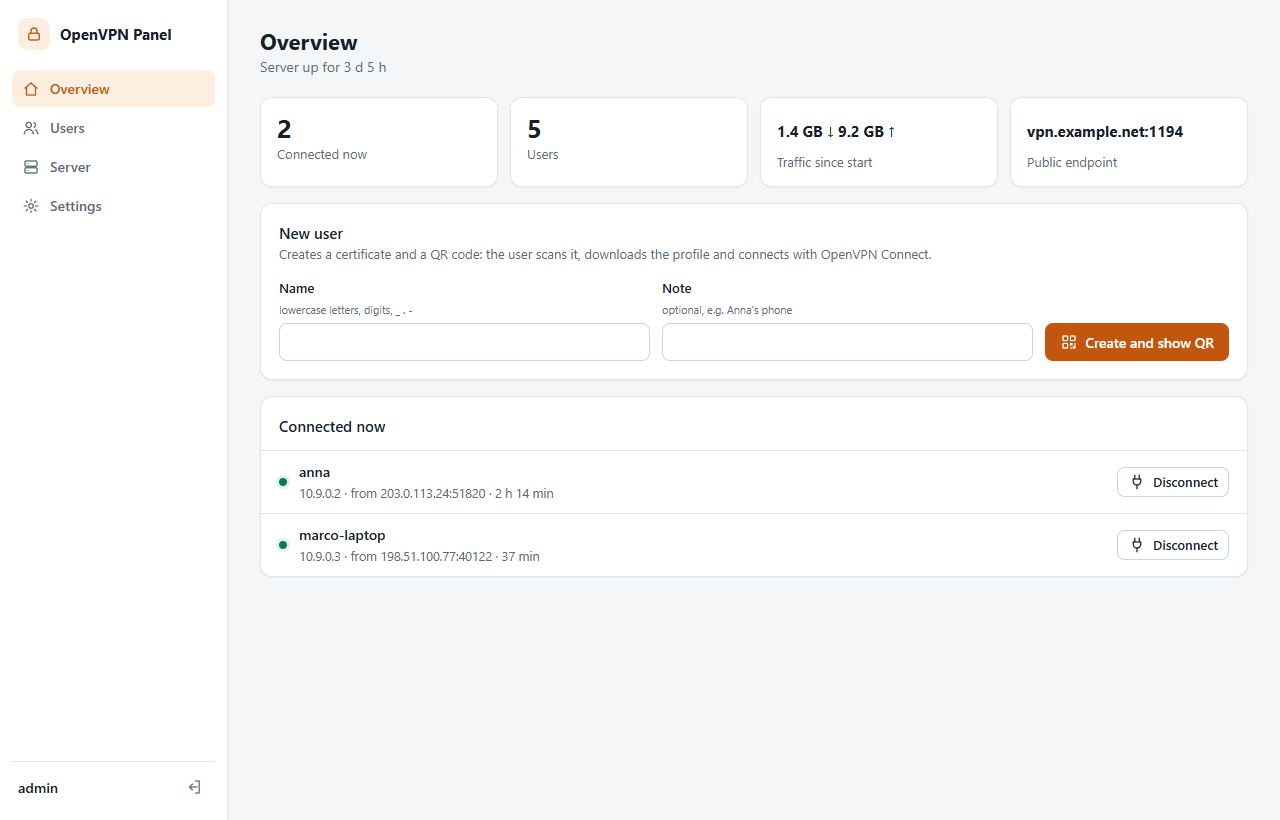 OpenVPN Panel
Overview
Users
Server
Settings
admin
Overview
Server up for 3 d 5 h
2
Connected now
5
Users
1.4 GB ↓ 9.2 GB ↑
Traffic since start
vpn.example.net:1194
Public endpoint
New user
Creates a certificate and a QR code: the user scans it, downloads the profile and connects with OpenVPN Connect.
Name
lowercase letters, digits, _ . -
Note
optional, e.g. Anna's phone
Create and show QR
Connected now
anna
10.9.0.2 · from 203.0.113.24:51820 · 2 h 14 min
Disconnect
marco-laptop
10.9.0.3 · from 198.51.100.77:40122 · 37 min
Disconnect